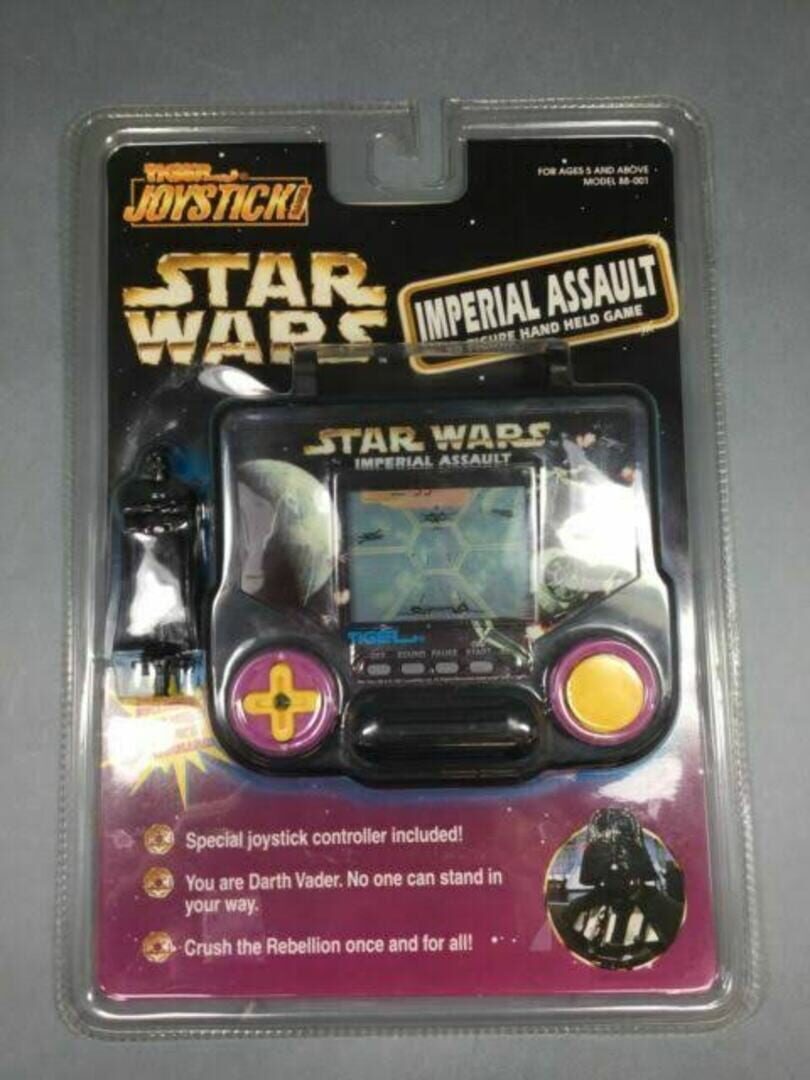 TIGER
JOYSTICK!
FOR AGES 5 AND ABOVE
MODEL 88-001
STAR
WARS
IMPERIAL ASSAULT
FIGURE HAND HELD GAME
STAR WARS
IMPERIAL ASSAULT
TIGER
OFF SOUND PAUSE START
Special joystick controller included!
You are Darth Vader. No one can stand in
your way.
Crush the Rebellion once and for all!